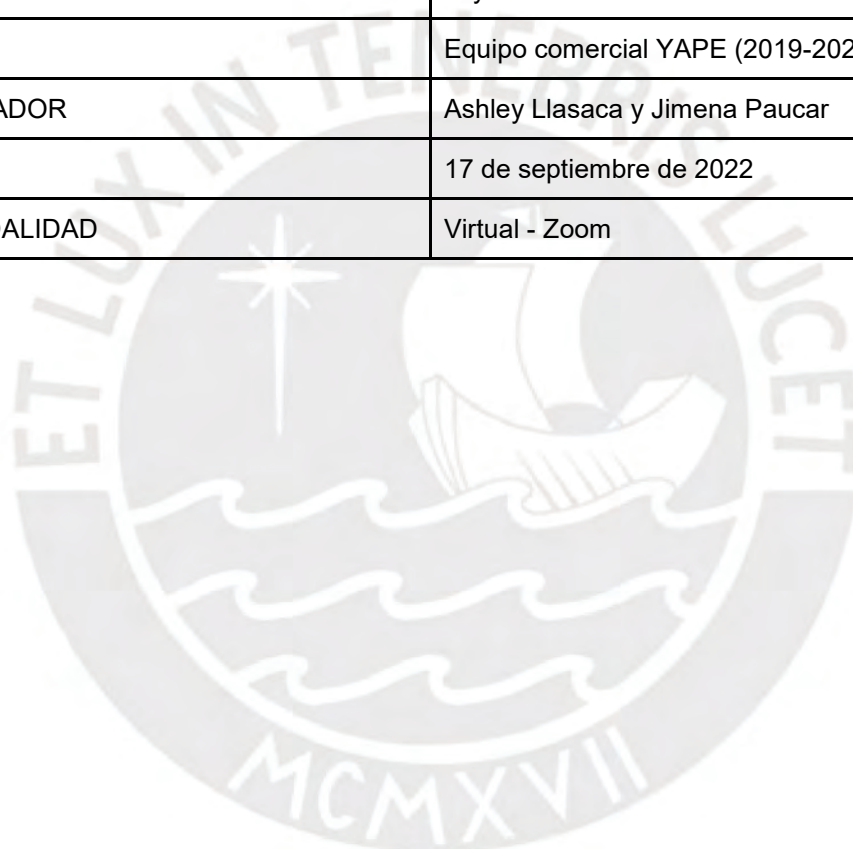 Equipo comercial YAPE (2019-202
ADOR Ashley Llasaca y Jimena Paucar
17 de septiembre de 2022
DALIDAD Virtual - Zoom
ET LUX IN TENEBRIS LUCET
MCMXVII